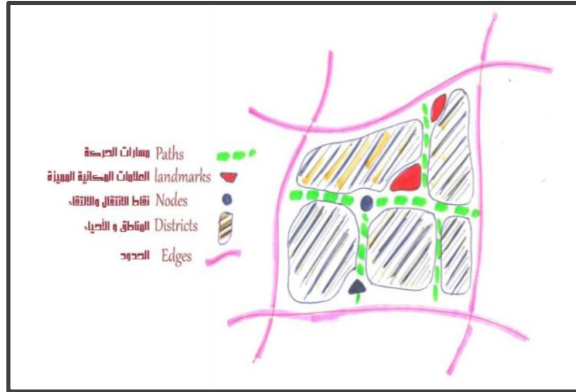 مسارات الحركة Paths
العلامات المكانية المميزة landmarks
نقاط الانتقال والالتقاء Nodes
المناطق و الأحياء Districts
الحدود Edges